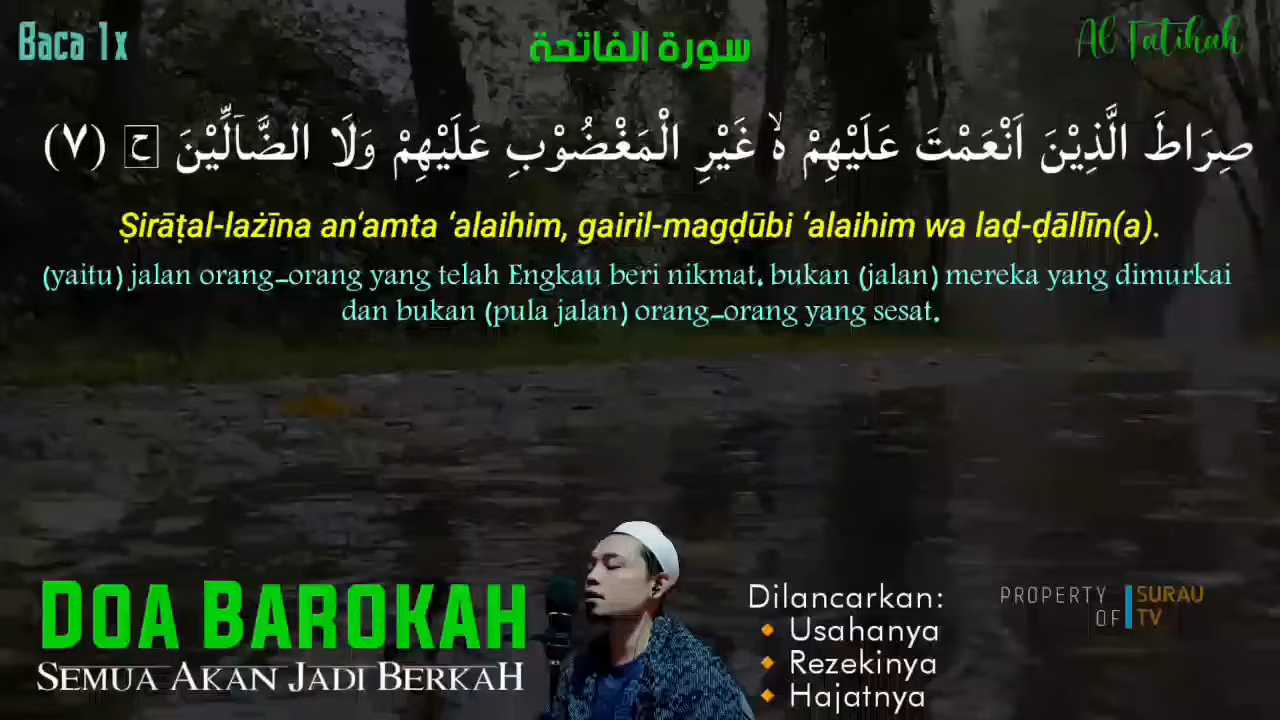 Baca 1x
سورة الفاتحة
Al Fatihah
صِرَاطَ الَّذِيْنَ اَنْعَمْتَ عَلَيْهِمْ ەۙ غَيْرِ الْمَغْضُوْبِ عَلَيْهِمْ وَلَا الضَّاۤلِّيْنَ ࣖ ح (٧)
Ṣirāṭal-lażīna an‘amta ‘alaihim, gairil-magḍūbi ‘alaihim wa laḍ-ḍāllīn(a).
(yaitu) jalan orang-orang yang telah Engkau beri nikmat, bukan (jalan) mereka yang dimurkai
dan bukan (pula jalan) orang-orang yang sesat.
DOA BAROKAH
SEMUA AKAN JADI BERKAH
Dilancarkan:
🔸 Usahanya
🔸 Rezekinya
🔸 Hajatnya
PROPERTY OF
SURAU TV